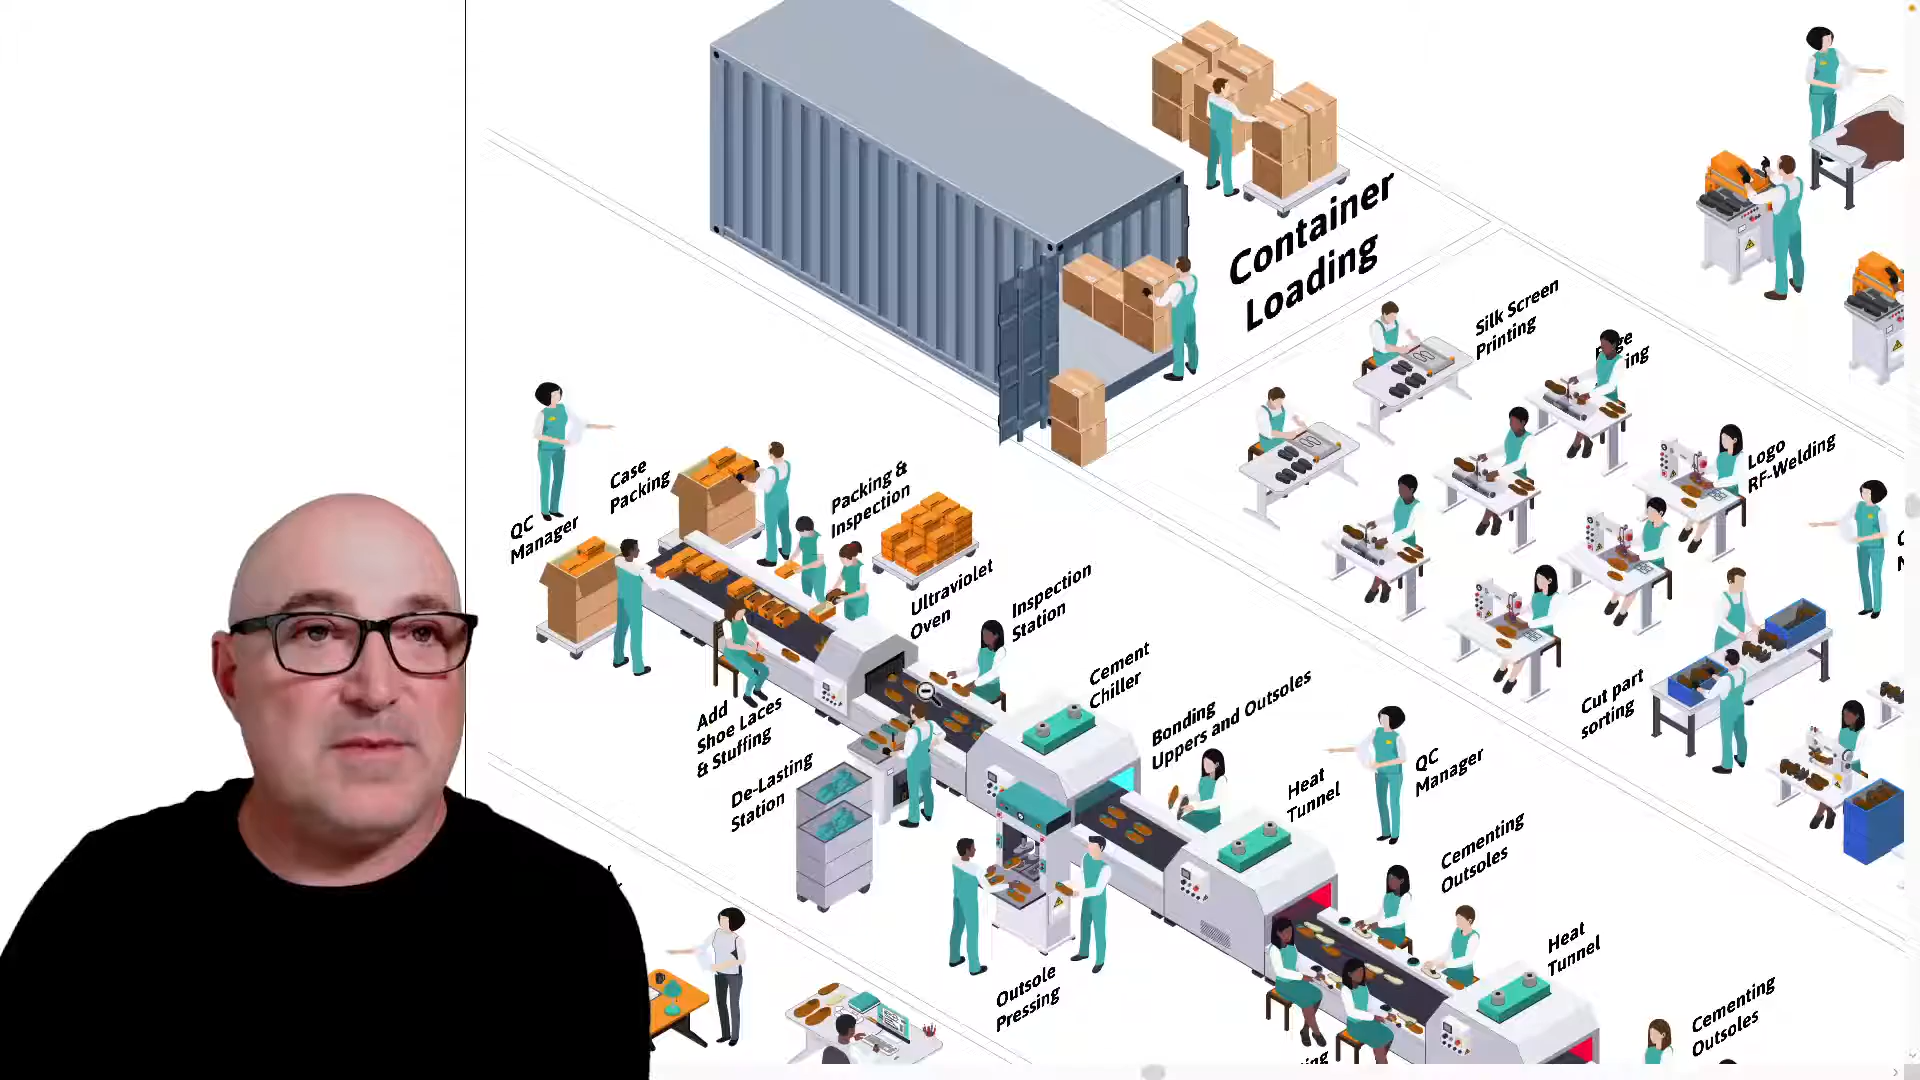 Container
Loading
Silk Screen
Printing
Logo
RF-Welding
Case
Packing
Packing &
Inspection
QC
Manager
Ultraviolet
Oven
Inspection
Station
Cement
Chiller
Bonding
Uppers and Outsoles
Cut part
sorting
Add
Shoe Laces
& Stuffing
De-Lasting
Station
Heat
Tunnel
QC
Manager
Cementing
Outsoles
Heat
Tunnel
Outsole
Pressing
Cementing
Outsoles